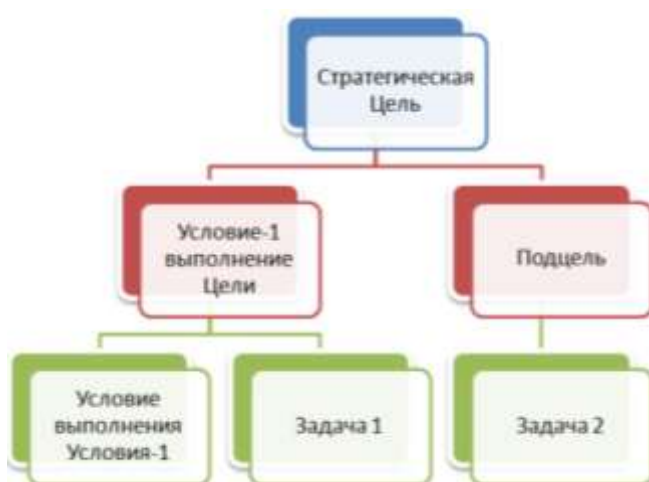 Стратегическая
Цель
Условие-1
выполнение
Цели
Подцель
Условие
выполнения
Условия-1
Задача 1
Задача 2